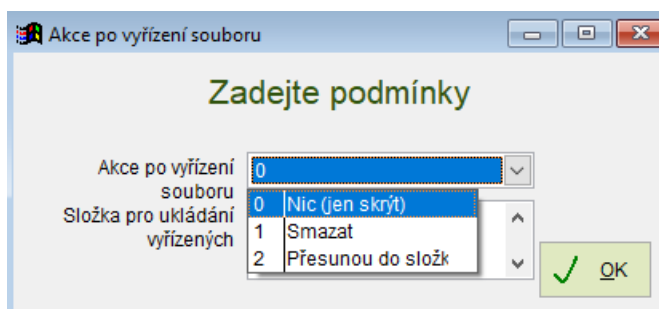 Akce po vyřízení souboru
Zadejte podmínky
Akce po vyřízení
souboru
0
0 Nic (jen skrýt)
1 Smazat
2 Přesunou do složk
Složka pro ukládání
vyřízených
OK